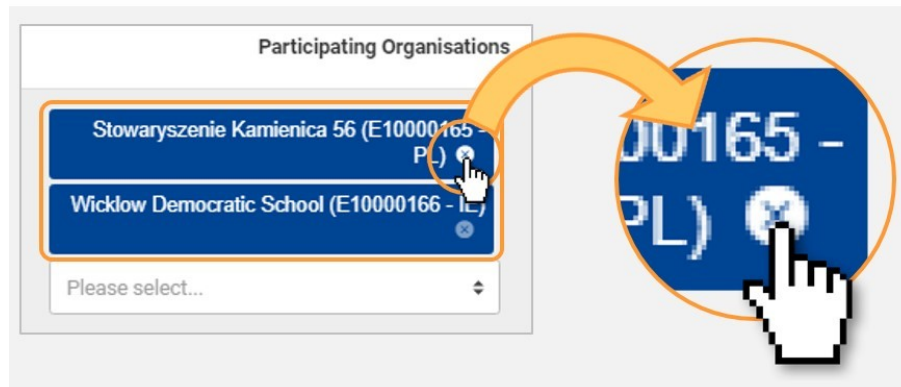 Participating Organisations
Stowaryszenie Kamienica 56 (E10000165 -
PL)
Wicklow Democratic School (E10000166 - IE)
Please select...
00165 -
PL)